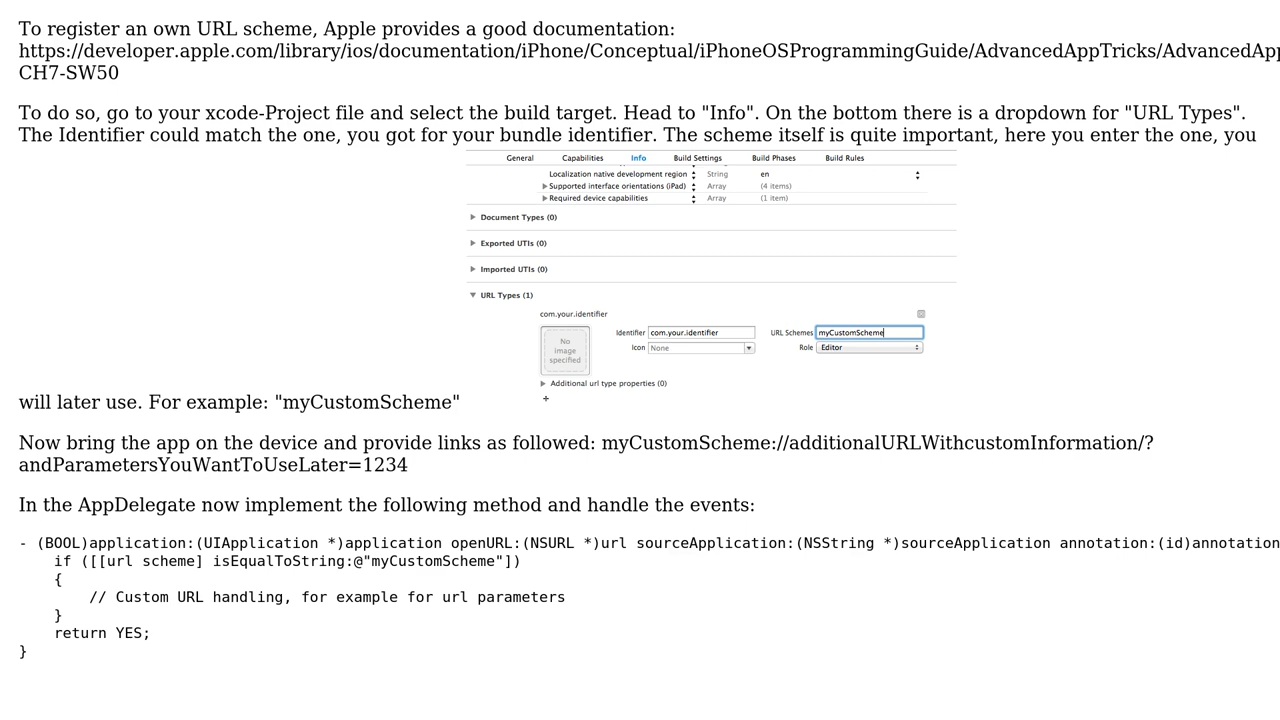 To register an own URL scheme, Apple provides a good documentation:
https://developer.apple.com/library/ios/documentation/iPhone/Conceptual/iPhoneOSProgrammingGuide/AdvancedAppTricks/AdvancedApp
CH7-SW50
To do so, go to your xcode-Project file and select the build target. Head to "Info". On the bottom there is a dropdown for "URL Types".
The Identifier could match the one, you got for your bundle identifier. The scheme itself is quite important, here you enter the one, you
General Capabilities Info Build Settings Build Phases Build Rules
Localization native development region String en
Supported interface orientations (iPad) Array (4 items)
Required device capabilities Array (1 item)
Document Types (0)
Exported UTIs (0)
Imported UTIs (0)
URL Types (1)
com.your.identifier
No image specified
Identifier com.your.identifier URL Schemes myCustomScheme
Icon None Role Editor
Additional url type properties (0)
will later use. For example: "myCustomScheme"
Now bring the app on the device and provide links as followed: myCustomScheme://additionalURLWithcustomInformation/?
andParametersYouWantToUseLater=1234
In the AppDelegate now implement the following method and handle the events:
- (BOOL)application:(UIApplication *)application openURL:(NSURL *)url sourceApplication:(NSString *)sourceApplication annotation:(id)annotation
if ([[url scheme] isEqualToString:@"myCustomScheme"])
{
// Custom URL handling, for example for url parameters
}
return YES;
}